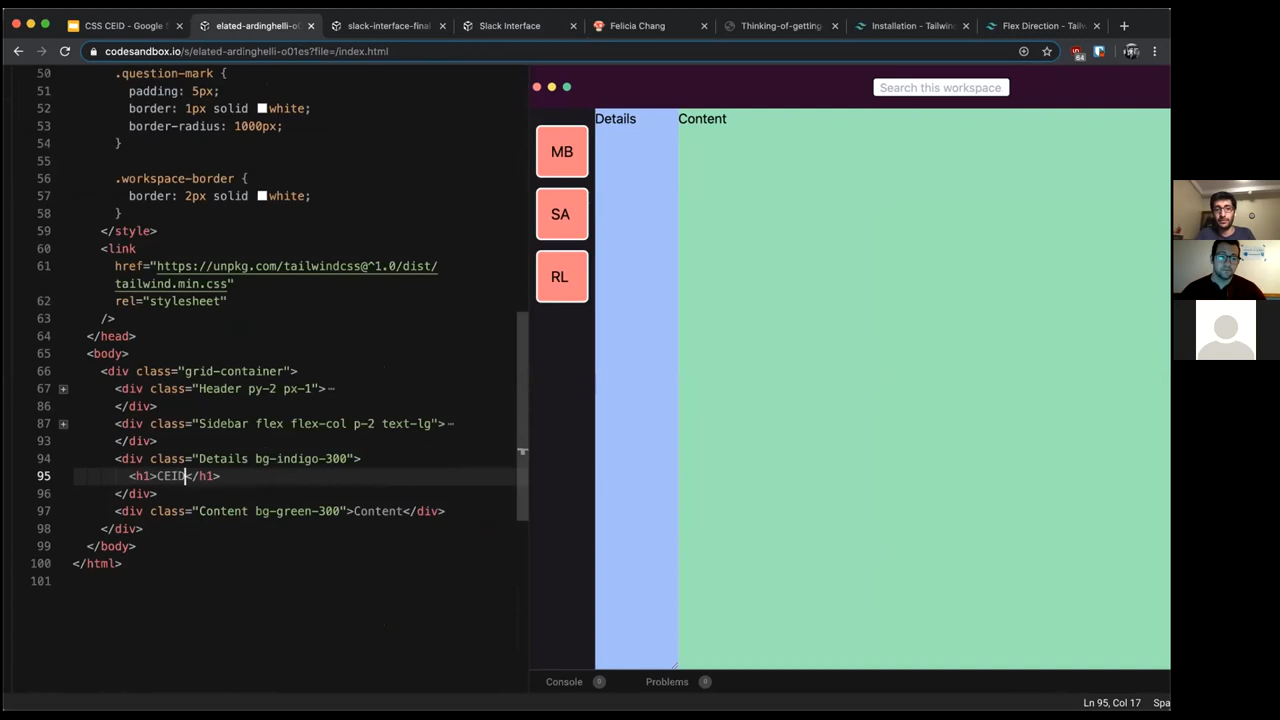 CSS CEID - Google S
elated-ardinghelli-o01es
slack-interface-final
Slack Interface
Felicia Chang
Thinking-of-getting
Installation - Tailwin
Flex Direction - Tailw
codesandbox.io/s/elated-ardinghelli-o01es?file=/index.html
64
50 .question-mark {
51 padding: 5px;
52 border: 1px solid white;
53 border-radius: 1000px;
54 }
55
56 .workspace-border {
57 border: 2px solid white;
58 }
59 </style>
60 <link
61 href="https://unpkg.com/tailwindcss@^1.0/dist/
tailwind.min.css"
62 rel="stylesheet"
63 />
64 </head>
65 <body>
66 <div class="grid-container">
67 <div class="Header py-2 px-1">
86 </div>
87 <div class="Sidebar flex flex-col p-2 text-lg">
93 </div>
94 <div class="Details bg-indigo-300">
95 <h1>CEID</h1>
96 </div>
97 <div class="Content bg-green-300">Content</div>
98 </div>
99 </body>
100 </html>
101
Search this workspace
MB
SA
RL
Details
Content
Console 0 Problems 0
Ln 95, Col 17 Spa